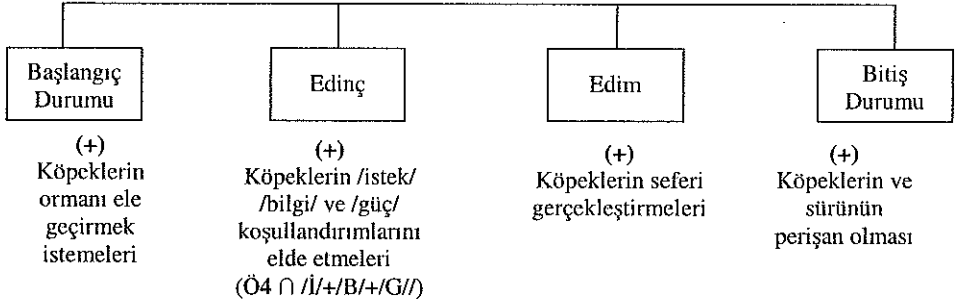 Başlangıç
Durumu
(+)
Köpeklerin
ormanı ele
geçirmek
istemeleri
Edinç
(+)
Köpeklerin /istek/
/bilgi/ ve /güç/
koşullandırımlarını
elde etmeleri
(Ö4 ∩ /İ/+/B/+/G//)
Edim
(+)
Köpeklerin seferi
gerçekleştirmeleri
Bitiş
Durumu
(+)
Köpeklerin ve
sürünün
perişan olması